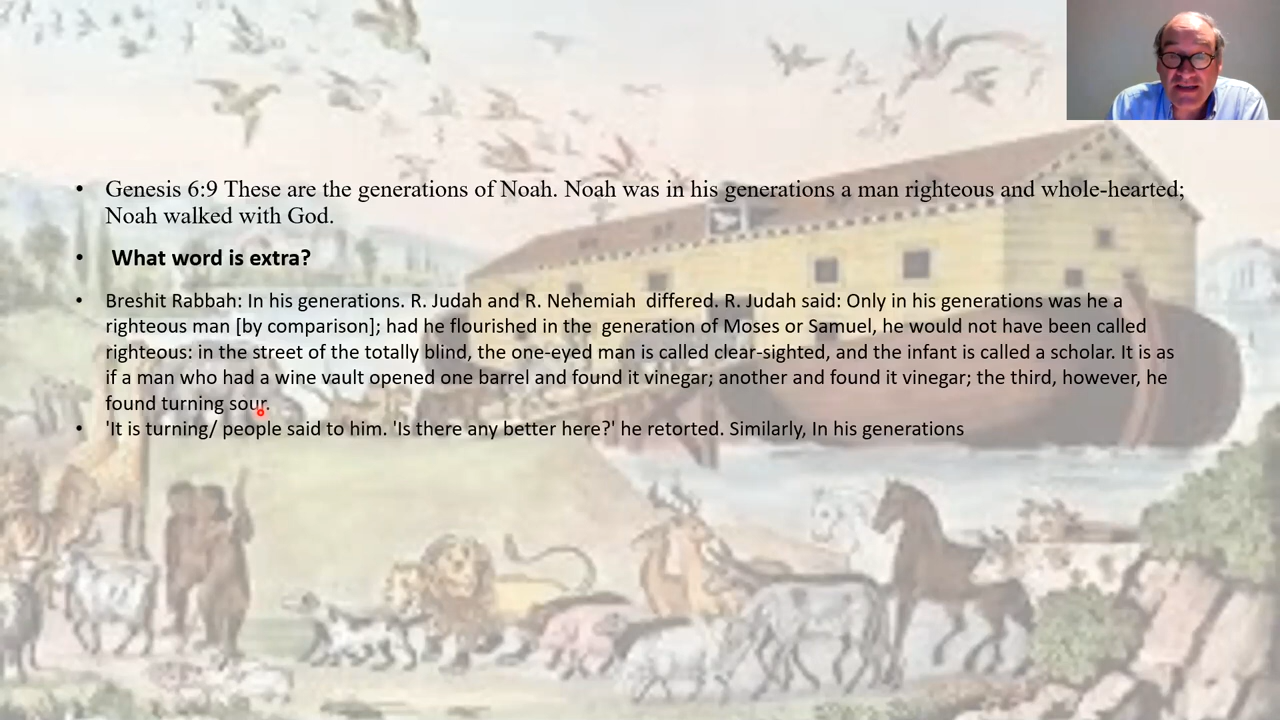 • Genesis 6:9 These are the generations of Noah. Noah was in his generations a man righteous and whole-hearted;
Noah walked with God.
• What word is extra?
• Breshit Rabbah: In his generations. R. Judah and R. Nehemiah differed. R. Judah said: Only in his generations was he a
righteous man [by comparison]; had he flourished in the generation of Moses or Samuel, he would not have been called
righteous: in the street of the totally blind, the one-eyed man is called clear-sighted, and the infant is called a scholar. It is as
if a man who had a wine vault opened one barrel and found it vinegar; another and found it vinegar; the third, however, he
found turning sour.
• 'It is turning/ people said to him. 'Is there any better here?' he retorted. Similarly, In his generations